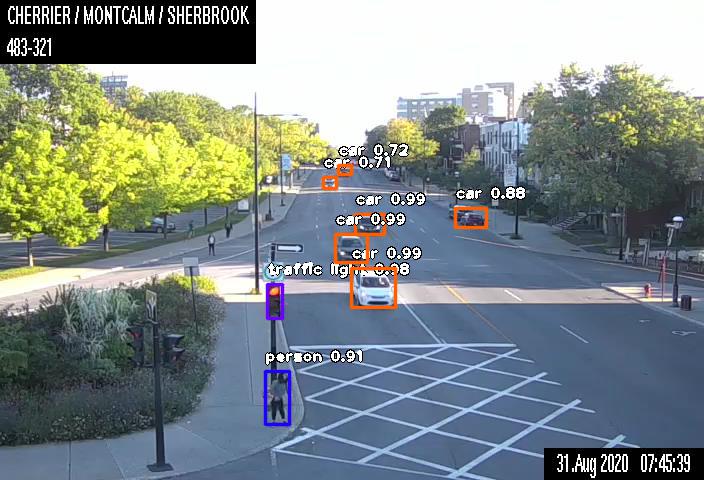 CHERRIER / MONTCALM / SHERBROOK
483-321
car 0.72
car 0.71
car 0.88
car 0.99
car 0.99
car 0.99
traffic light 0.98
person 0.91
31.Aug 2020 07:45:39